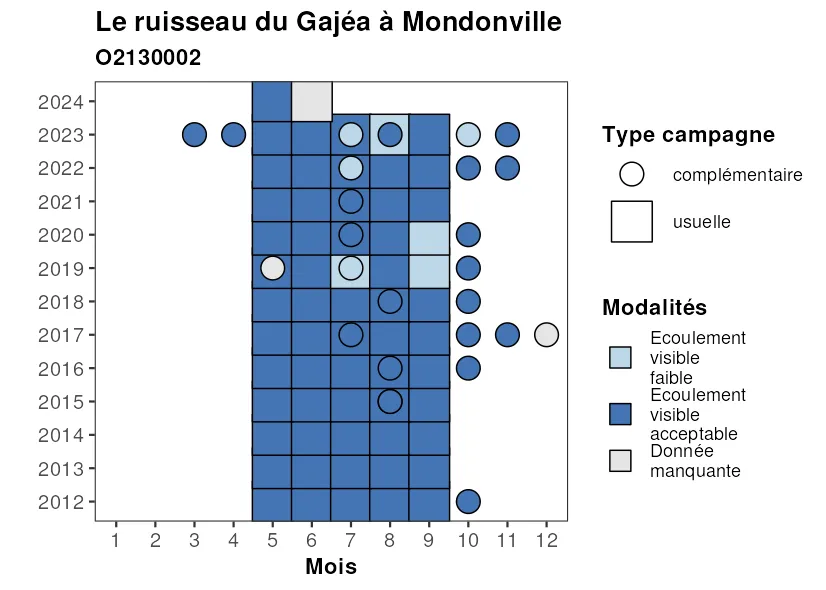 Le ruisseau du Gajéa à Mondonville
O2130002
2024
2023
2022
2021
2020
2019
2018
2017
2016
2015
2014
2013
2012
1 2 3 4 5 6 7 8 9 10 11 12
Mois
Type campagne
complémentaire
usuelle
Modalités
Ecoulement
visible
faible
Ecoulement
visible
acceptable
Donnée
manquante